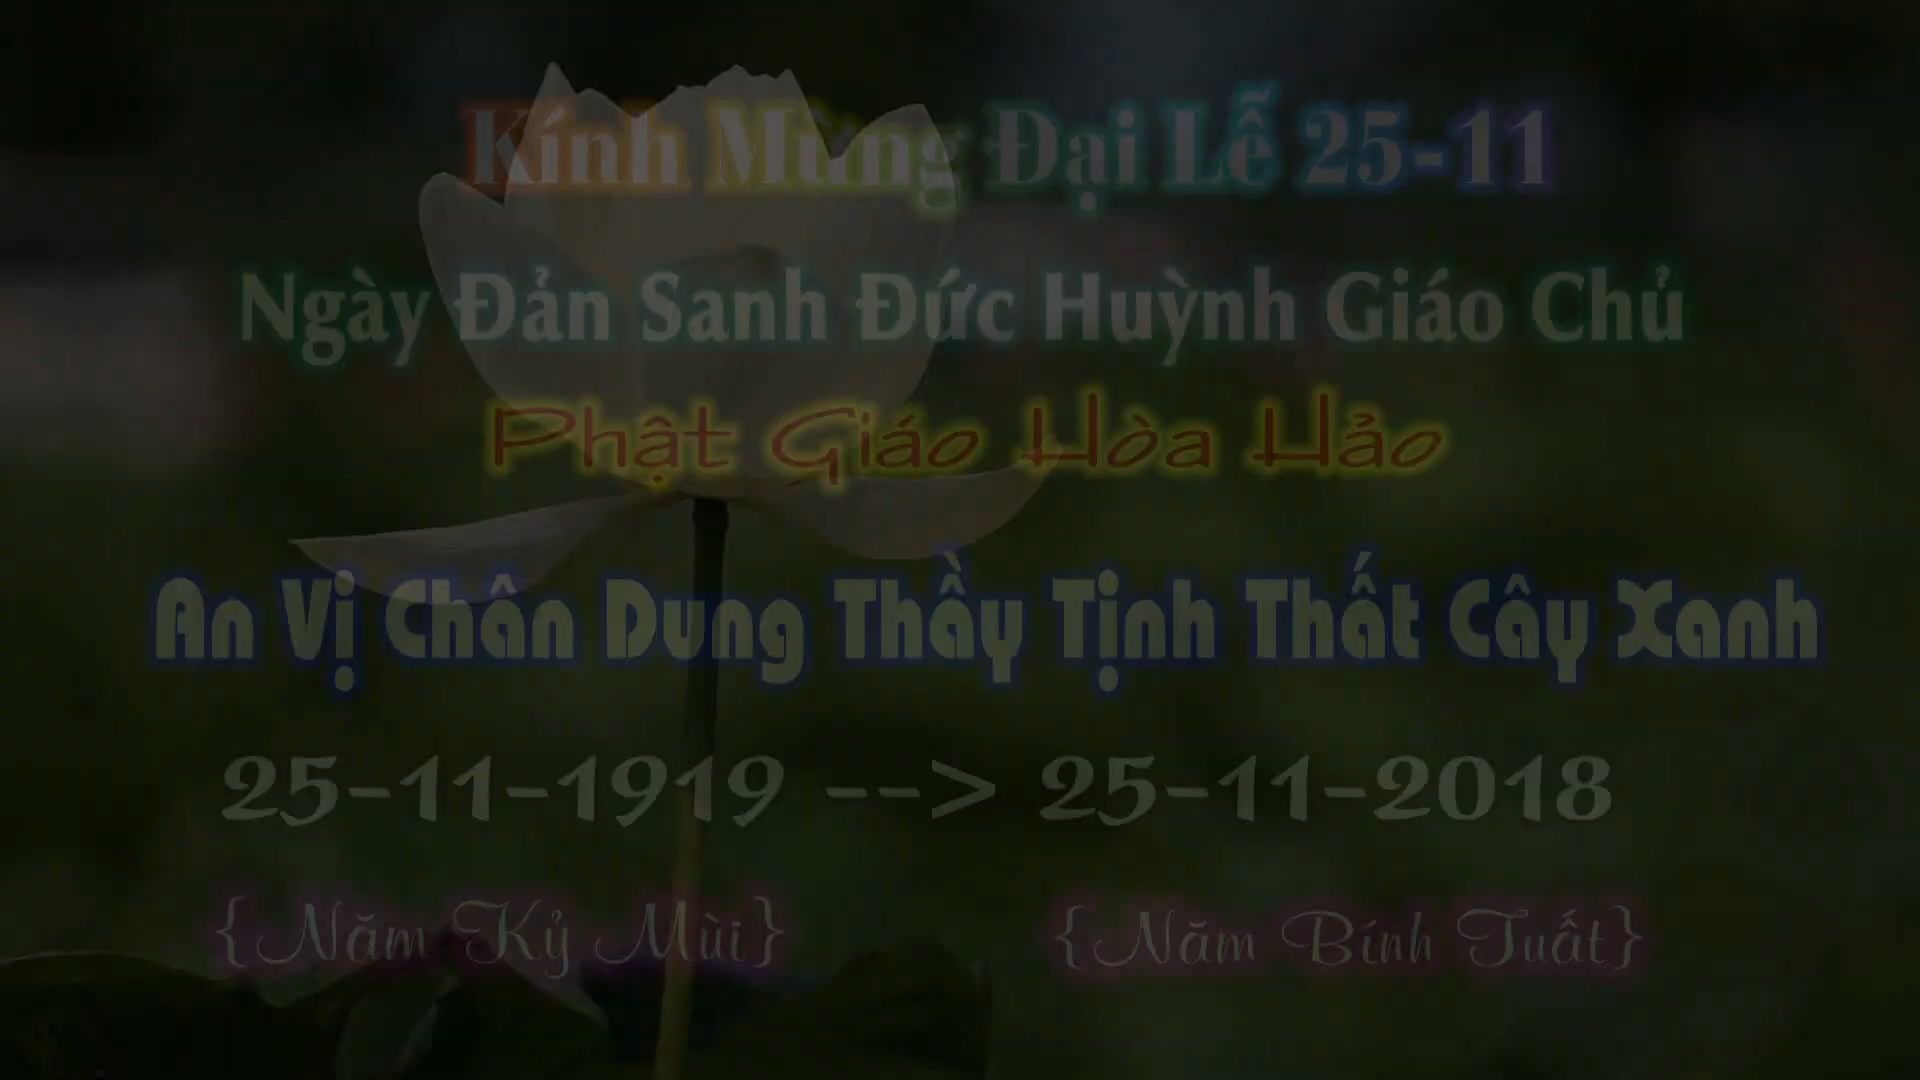 Kính Mừng Đại Lễ 25-11
Ngày Đản Sanh Đức Huỳnh Giáo Chủ
Phật Giáo Hòa Hảo
An Vị Chân Dung Thầy Tịnh Thất Cây Xanh
25-11-1919 --> 25-11-2018
{Năm Kỷ Mùi} {Năm Bính Tuất}